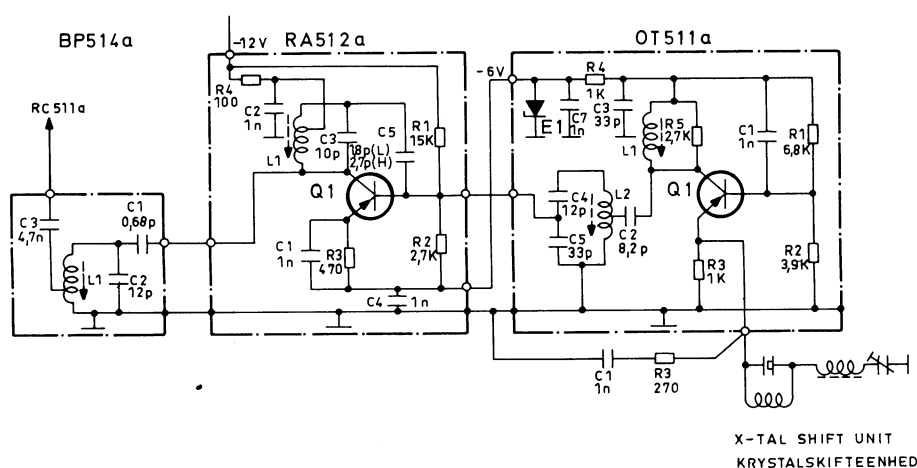 BP514a
RC511a
C3
4,7n
L1
C1
0,68p
C2
12p
RA512a
-12V
R4
100
C2
1n
L1
C3
10p
C5
18p(L)
2,7p(H)
R1
15K
Q1
C1
1n
R3
470
R2
2,7K
C4
1n
OT511a
-6V
E1
C7
1n
R4
1K
C3
33p
L1
R5
2,7K
C1
1n
R1
6,8K
Q1
C4
12p
L2
C5
33p
C2
8,2p
R3
1K
R2
3,9K
C1
1n
R3
270
X-TAL SHIFT UNIT
KRYSTALSKIFTEENHED